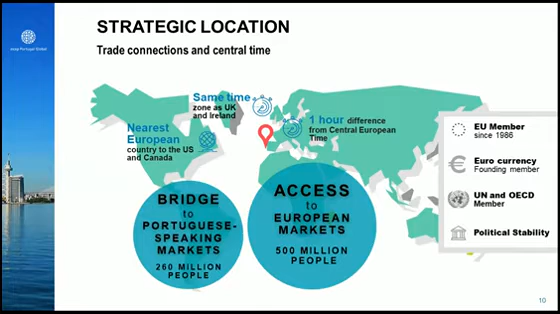 aicep Portugal Global
STRATEGIC LOCATION
Trade connections and central time
Same time
zone as UK
and Ireland
1 hour difference
from Central European
Time
Nearest
European
country to the US
and Canada
BRIDGE
to
PORTUGUESE-
SPEAKING
MARKETS
260 MILLION
PEOPLE
ACCESS
to
EUROPEAN
MARKETS
500 MILLION
PEOPLE
EU Member
since 1986
Euro currency
Founding member
UN and OECD
Member
Political Stability
10